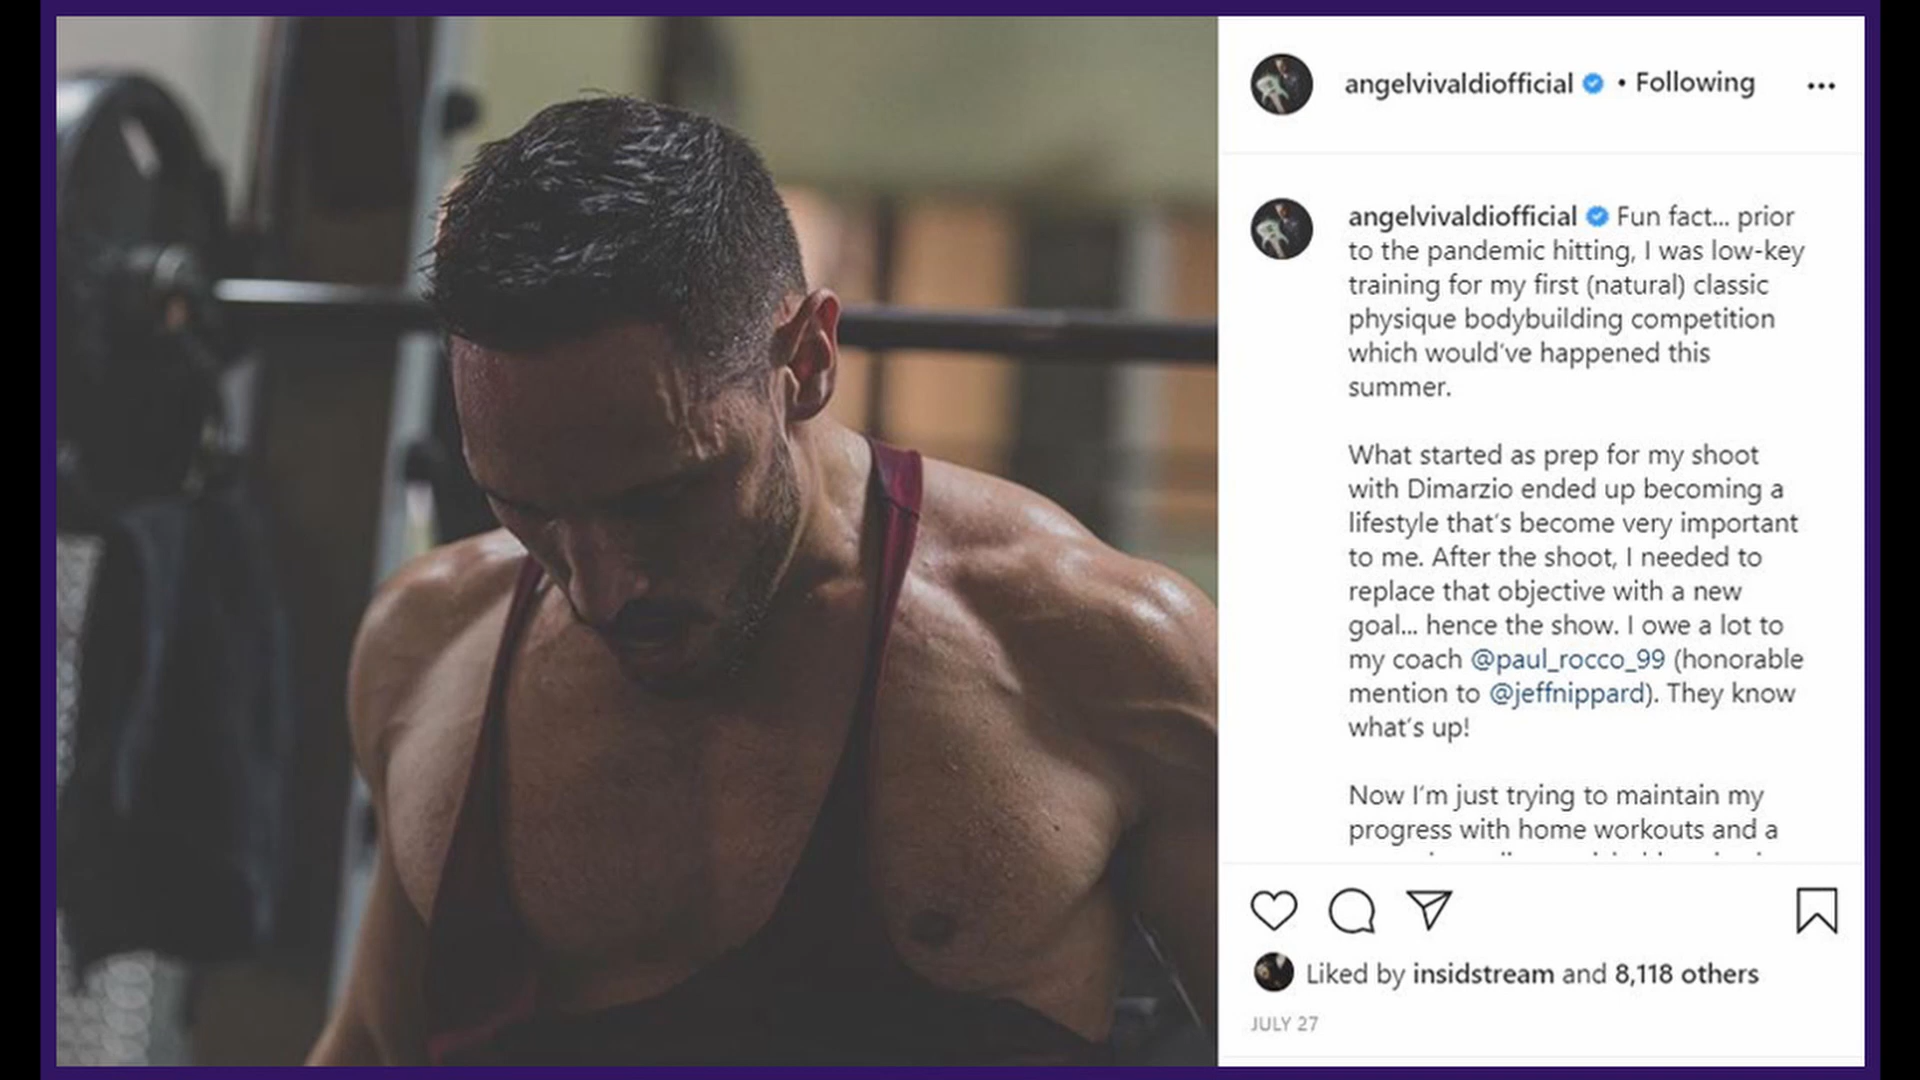 angelvivaldiofficial • Following
angelvivaldiofficial Fun fact... prior
to the pandemic hitting, I was low-key
training for my first (natural) classic
physique bodybuilding competition
which would've happened this
summer.
What started as prep for my shoot
with Dimarzio ended up becoming a
lifestyle that's become very important
to me. After the shoot, I needed to
replace that objective with a new
goal... hence the show. I owe a lot to
my coach @paul_rocco_99 (honorable
mention to @jeffnippard). They know
what's up!
Now I'm just trying to maintain my
progress with home workouts and a
Liked by insidstream and 8,118 others
JULY 27